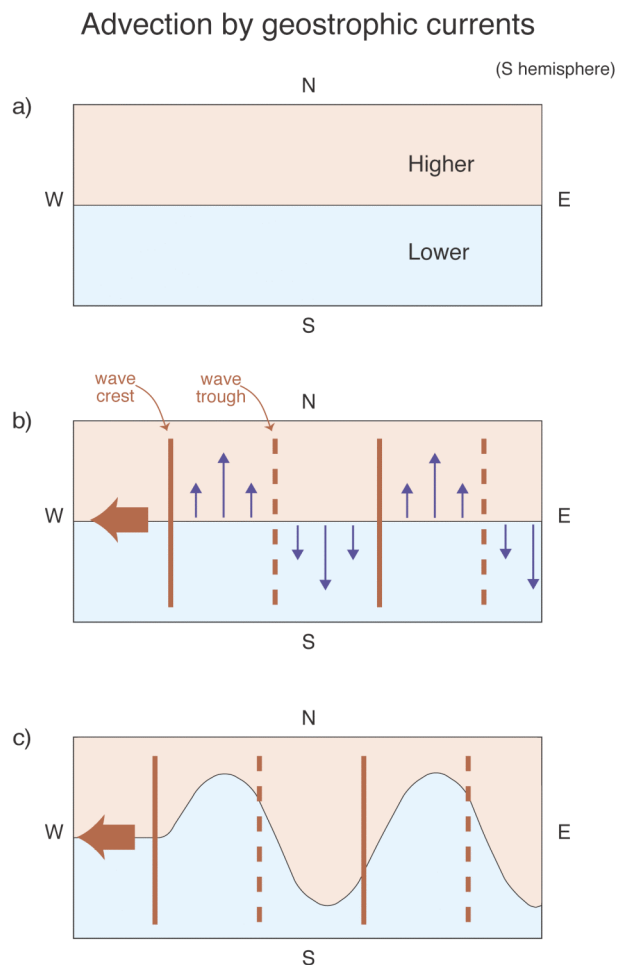 Advection by geostrophic currents
(S hemisphere)
N
a)
Higher
W
E
Lower
S
wave
crest
wave
trough
N
b)
W
E
S
N
c)
W
E
S